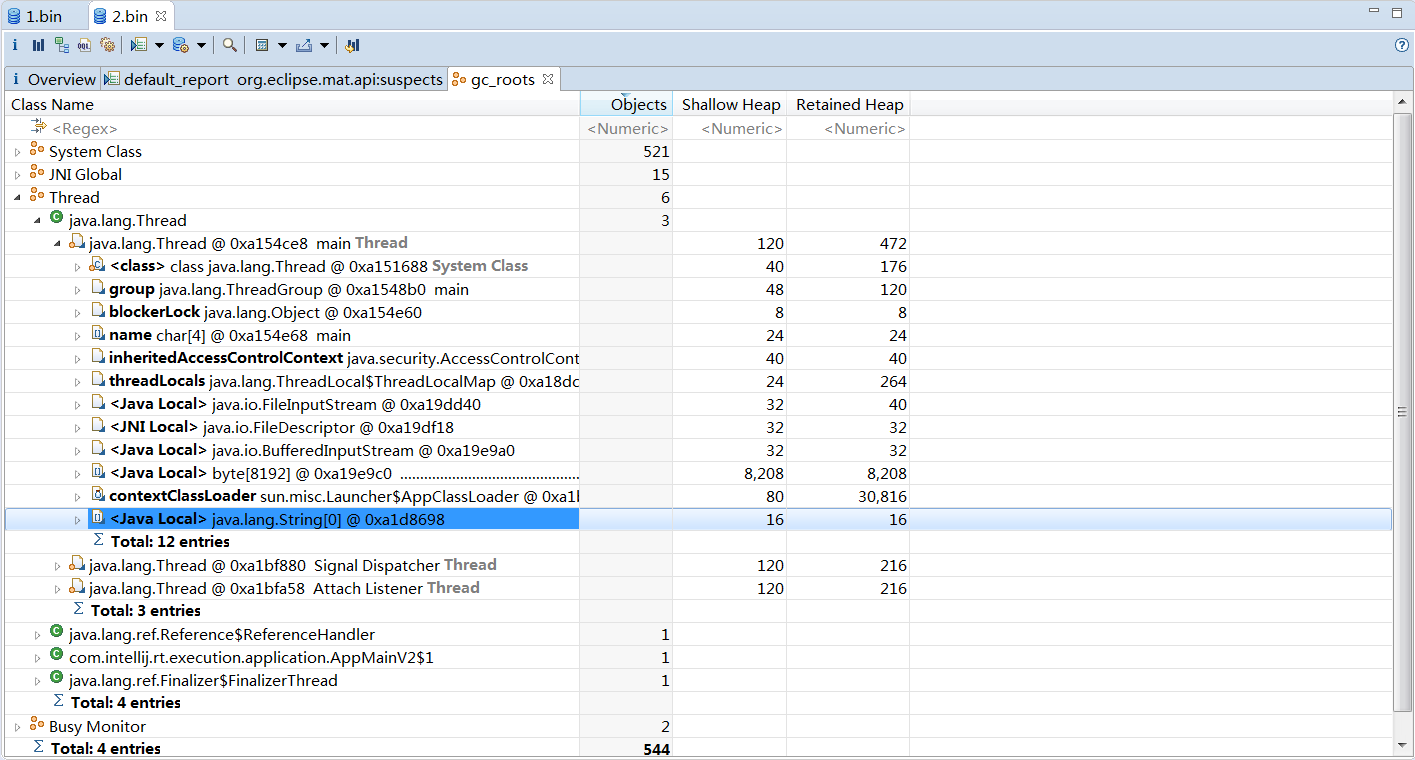 1.bin 2.bin
i Overview default_report org.eclipse.mat.api:suspects gc_roots
Class Name Objects Shallow Heap Retained Heap
<Regex> <Numeric> <Numeric> <Numeric>
System Class 521
JNI Global 15
Thread 6
java.lang.Thread 3
java.lang.Thread @ 0xa154ce8 main Thread 120 472
<class> class java.lang.Thread @ 0xa151688 System Class 40 176
group java.lang.ThreadGroup @ 0xa1548b0 main 48 120
blockerLock java.lang.Object @ 0xa154e60 8 8
name char[4] @ 0xa154e68 main 24 24
inheritedAccessControlContext java.security.AccessControlCont 40 40
threadLocals java.lang.ThreadLocal$ThreadLocalMap @ 0xa18dc 24 264
<Java Local> java.io.FileInputStream @ 0xa19dd40 32 40
<JNI Local> java.io.FileDescriptor @ 0xa19df18 32 32
<Java Local> java.io.BufferedInputStream @ 0xa19e9a0 32 32
<Java Local> byte[8192] @ 0xa19e9c0 ........................................ 8,208 8,208
contextClassLoader sun.misc.Launcher$AppClassLoader @ 0xa1 80 30,816
<Java Local> java.lang.String[0] @ 0xa1d8698 16 16
Σ Total: 12 entries
java.lang.Thread @ 0xa1bf880 Signal Dispatcher Thread 120 216
java.lang.Thread @ 0xa1bfa58 Attach Listener Thread 120 216
Σ Total: 3 entries
java.lang.ref.Reference$ReferenceHandler 1
com.intellij.rt.execution.application.AppMainV2$1 1
java.lang.ref.Finalizer$FinalizerThread 1
Σ Total: 4 entries
Busy Monitor 2
Σ Total: 4 entries 544